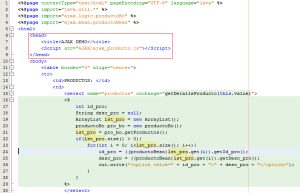 <%@page contentType="text/html" pageEncoding="UTF-8" language="java" %>
<%@page import="java.util.*" %>
<%@page import="ajax.logic.productoBo" %>
<%@page import="ajax.bean.productoBean" %>
<html>
<head>
<title>AJAX DEMO</title>
<Script src="AJAX/ajax_producto.js"></Script>
</head>
<body>
<table border="2" align="center">
<tr>
<td>PRODUCTOS: </td>
<td>
<select name="productos" onchange="getDetalleProducto(this.value)">
<%
int id_pro;
String desc_pro = null;
ArrayList lst_pro = new ArrayList();
productoBo pro_bo = new productoBo();
lst_pro = pro_bo.getProductos();
if(lst_pro.size() > 0){
for(int i = 0; i<lst_pro.size(); i++){
id_pro = ((productoBean)lst_pro.get(i)).getId_pro();
desc_pro = ((productoBean)lst_pro.get(i)).getDesc_pro();
out.write("<option value=" + id_pro + ">" + desc_pro + "</option>");
}
}
%>
</select>